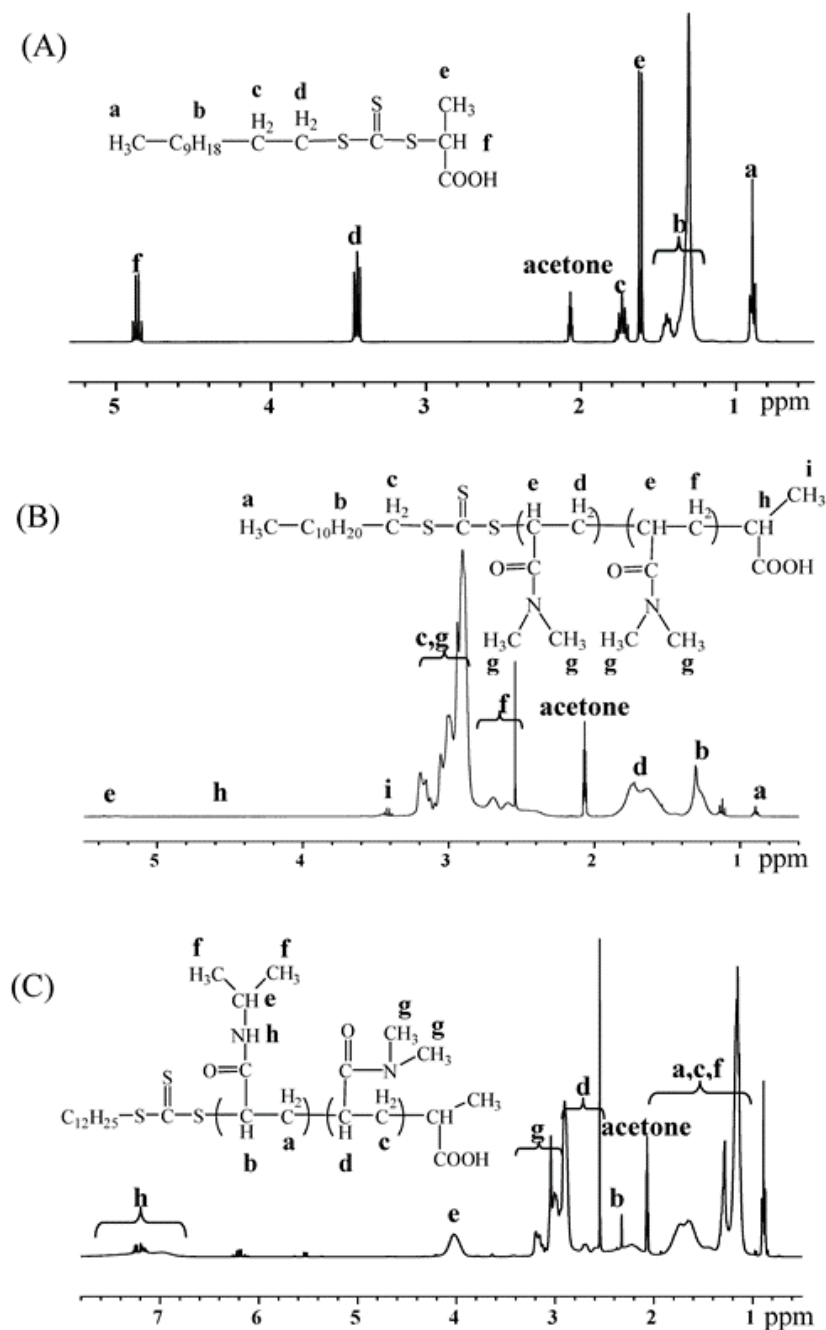 (A)
e
a b c d CH₃
H₂ H₂ S
H₃C—C₉H₁₈—C—C—S—C—S—CH f
COOH
e
a
b
f
d
acetone
c
5 4 3 2 1 ppm
(B)
i
c e d e f CH₃
a b H₂ S H H₂ H₂ h
H₃C—C₁₀H₂₀—C—S—C—S
COOH
O=C O=C
N N
H₃C CH₃ H₃C CH₃
g g g g
c,g
f
acetone
d b
e h i a
5 4 3 2 1 ppm
(C)
f f
H₃C CH₃
CH e
g
NH h O CH₃ g
O=C C—N—CH₃
S H₂ H₂ CH₃
C₁₂H₂₅—S—C—S C C C CH
H a H c COOH
b d
h
e
g
d
a,c,f
acetone
b
7 6 5 4 3 2 1 ppm